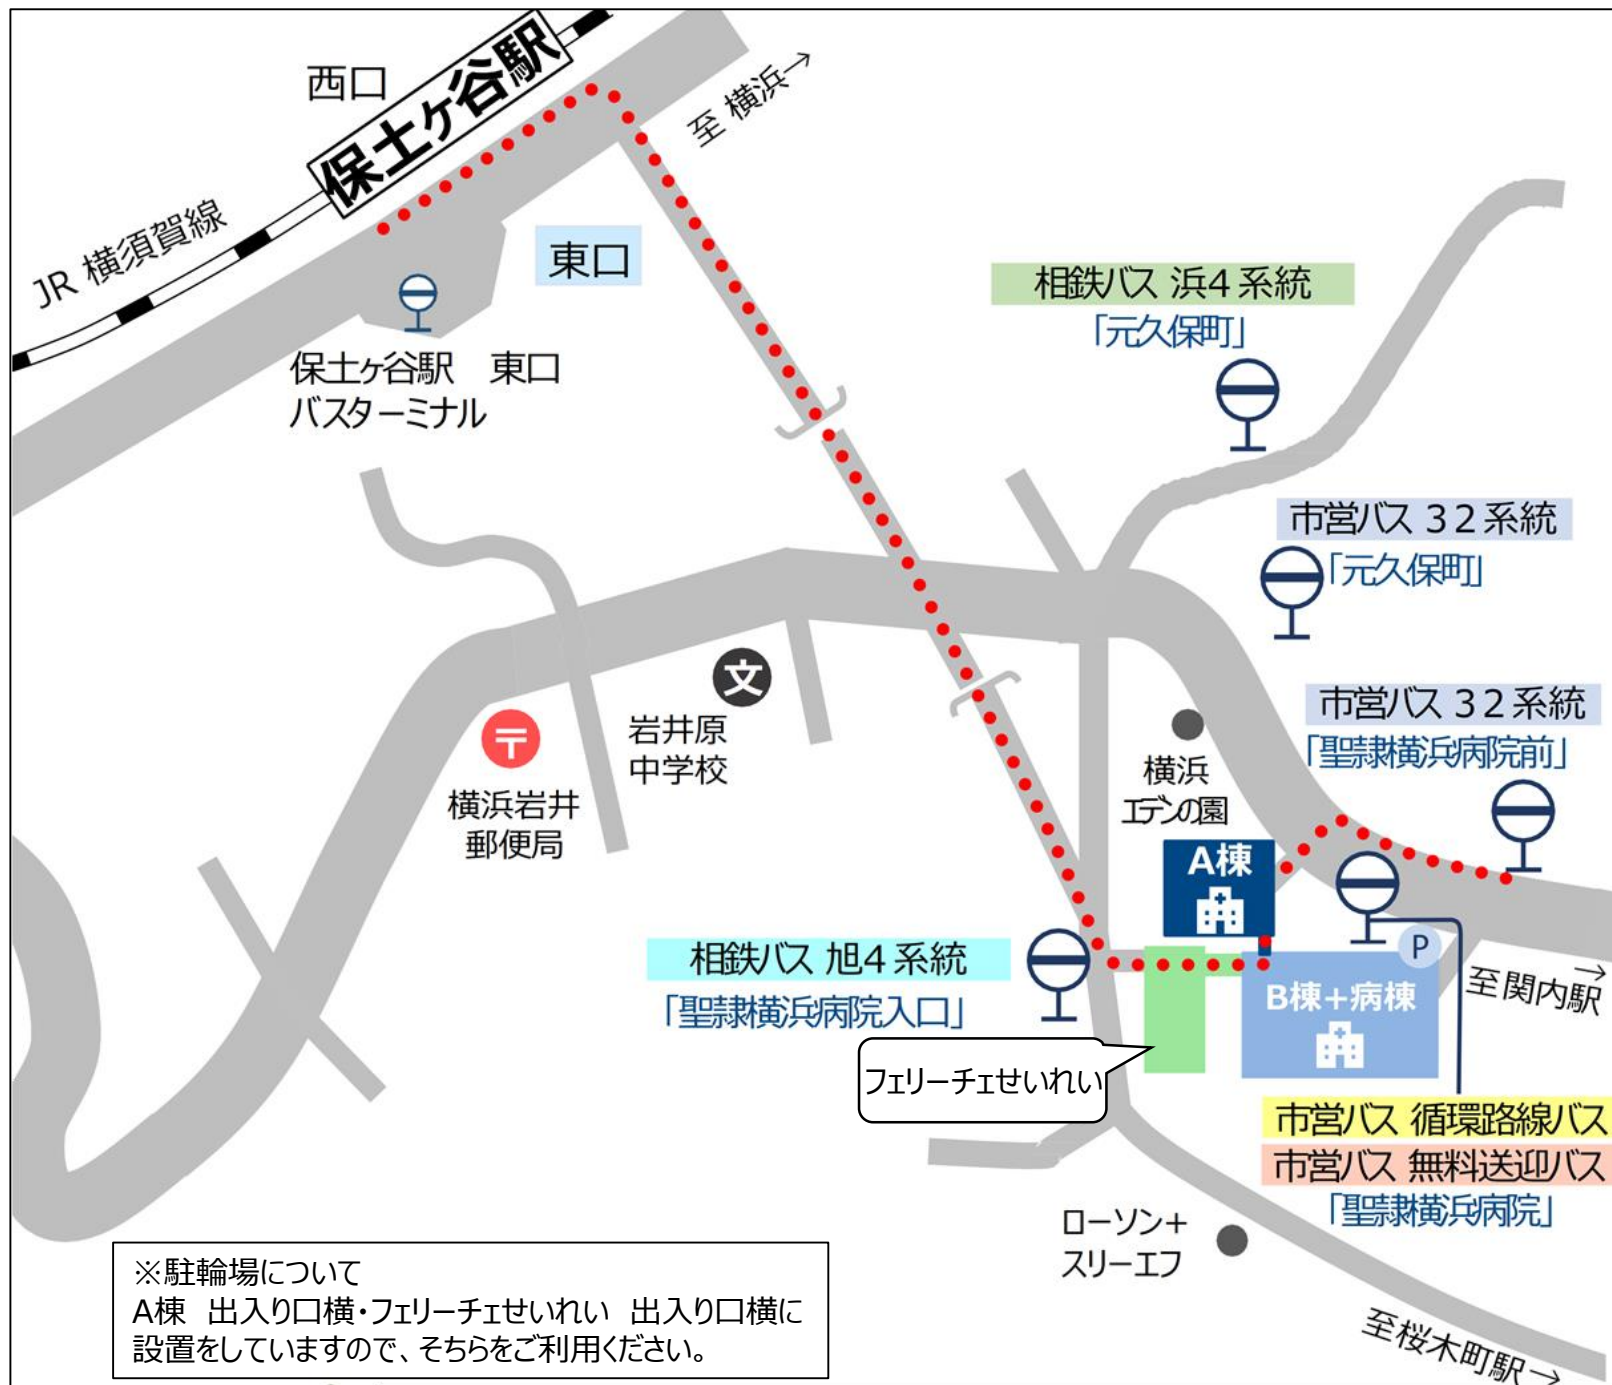 西口
保土ヶ谷駅
至 横浜→
JR 横須賀線
東口
保土ヶ谷駅　東口
バスターミナル
相鉄バス 浜4系統
「元久保町」
市営バス 32系統
「元久保町」
文
岩井原
中学校
〒
横浜岩井
郵便局
市営バス 32系統
「聖隷横浜病院前」
横浜
エデンの園
A棟
P
B棟+病棟
至関内駅→
相鉄バス 旭4系統
「聖隷横浜病院入口」
フェリーチェせいれい
市営バス 循環路線バス
市営バス 無料送迎バス
「聖隷横浜病院」
ローソン+
スリーエフ
至桜木町駅→
※駐輪場について
A棟　出入り口横・フェリーチェせいれい　出入り口横に
設置をしていますので、そちらをご利用ください。